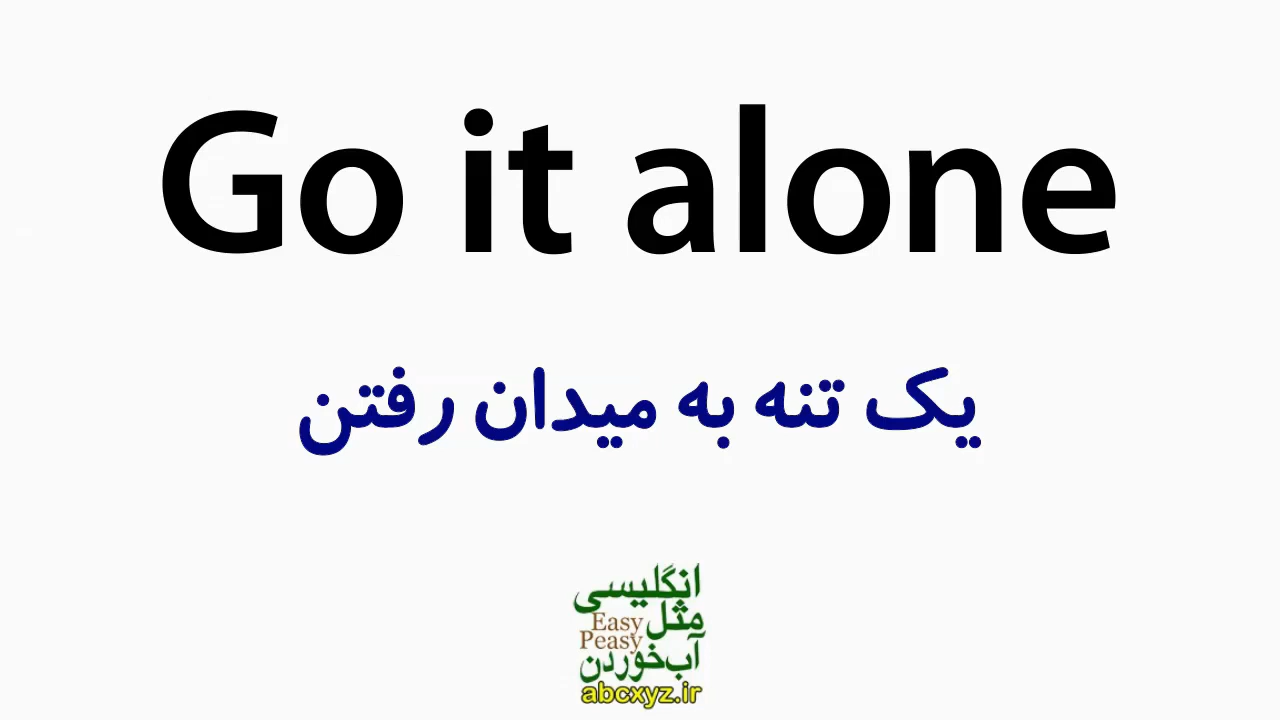 Go it alone
یک تنه به میدان رفتن
انگلیسی
مثل Easy
Peasy
آب‌خوردن
abcxyz.ir